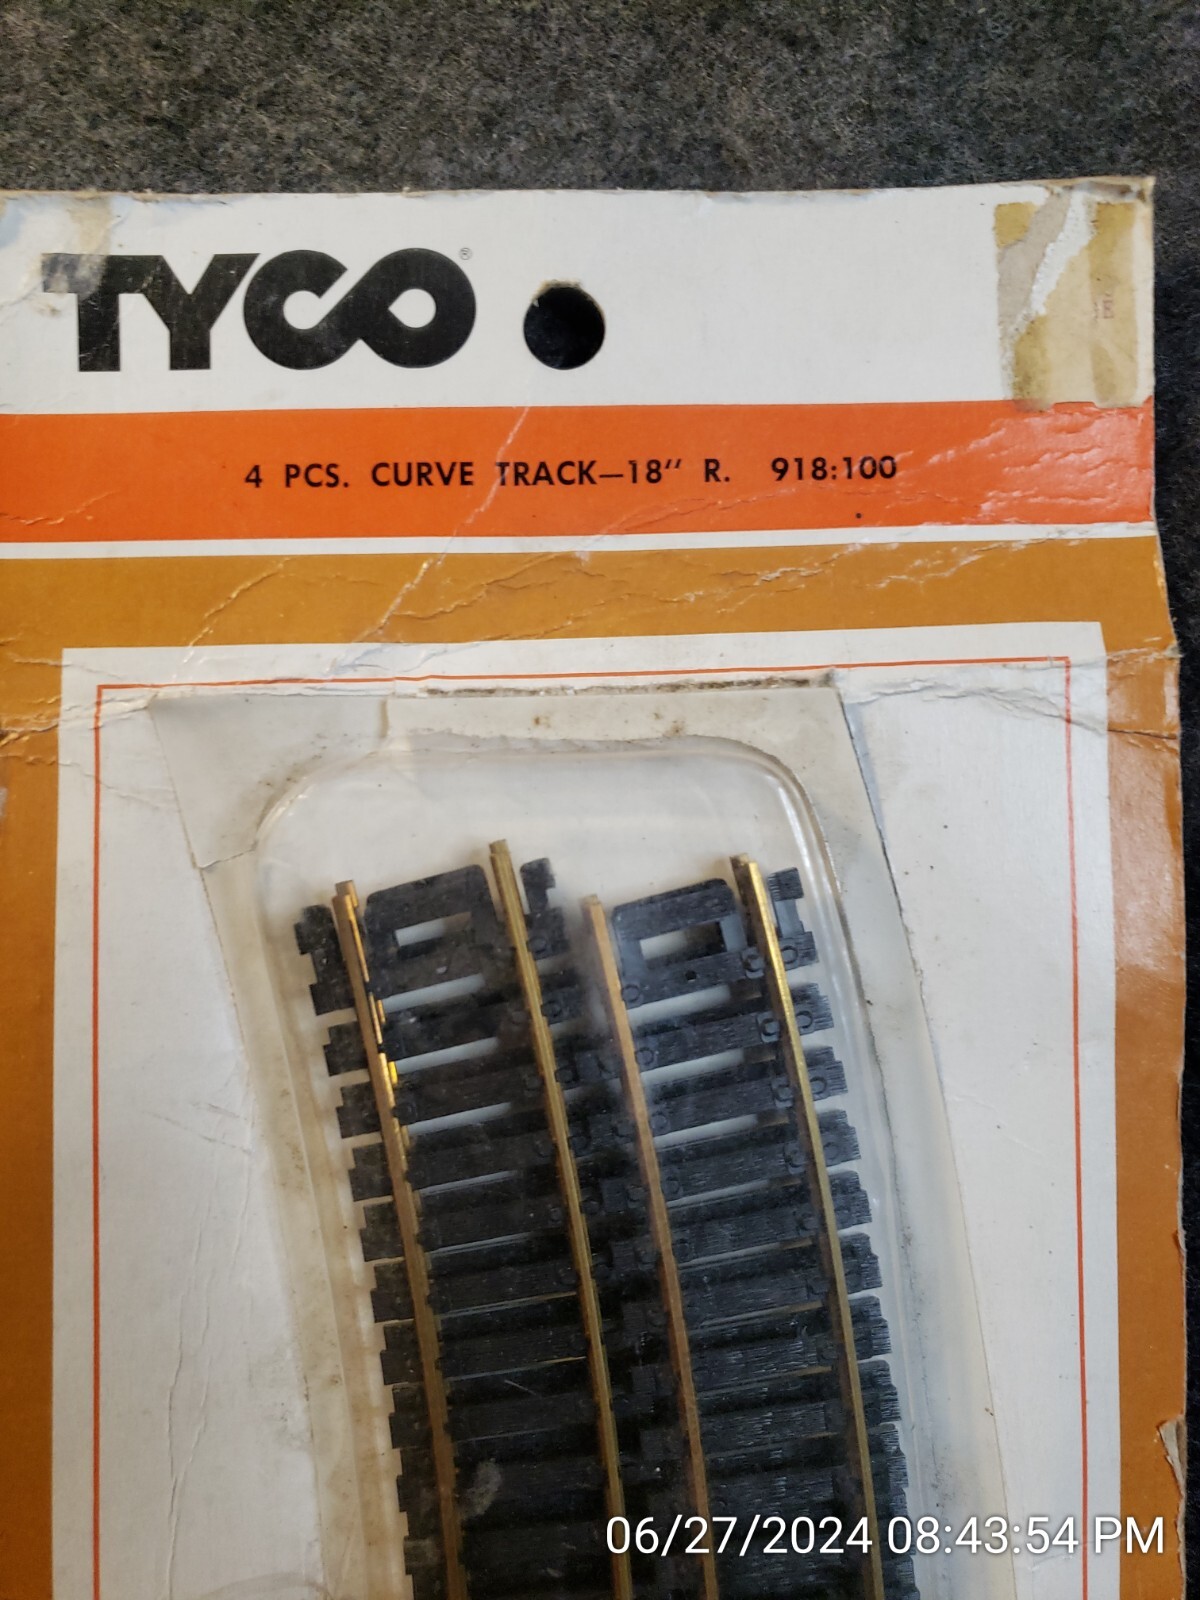 TYCO®
4 PCS. CURVE TRACK—18" R. 918:100
06/27/2024 08:43:54 PM